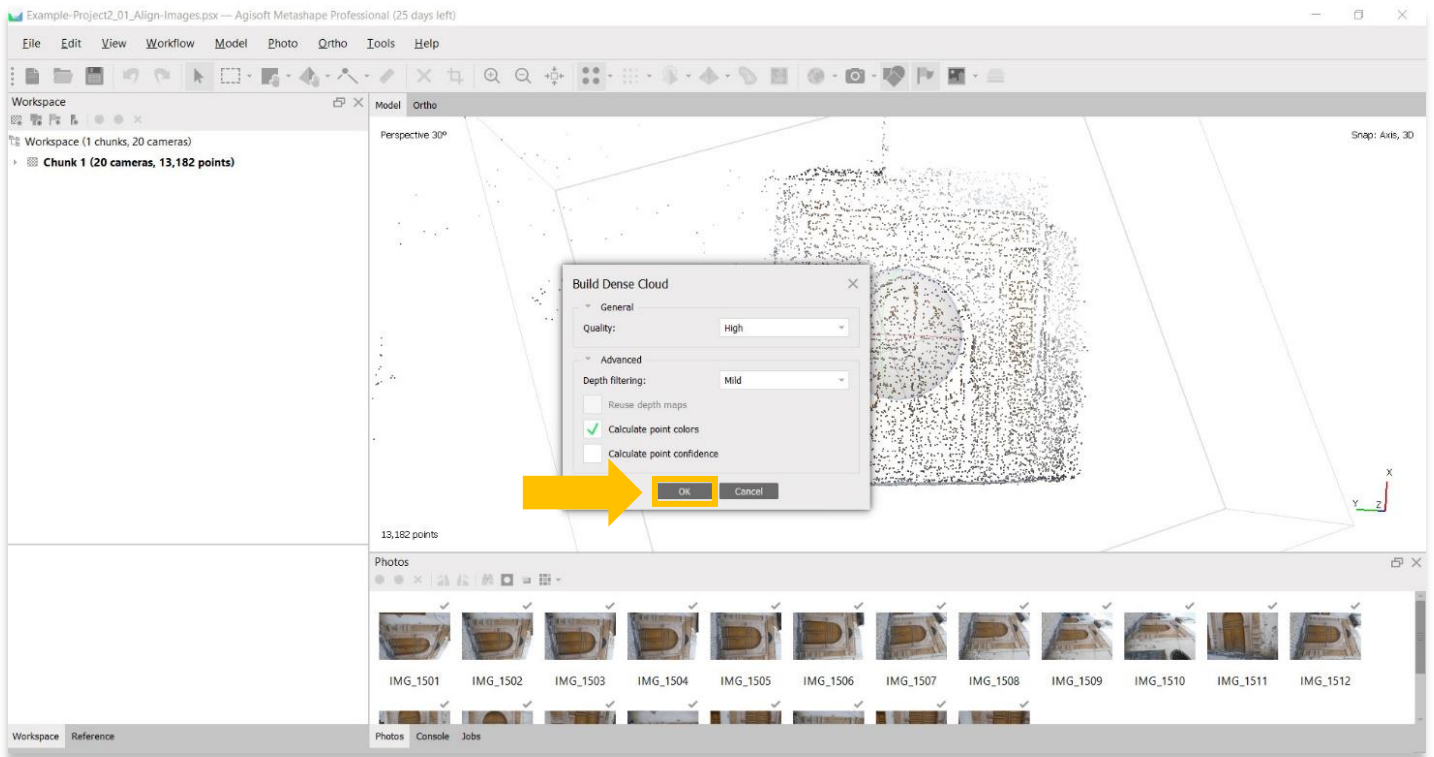 Example-Project2_01_Align-Images.psx — Agisoft Metashape Professional (25 days left)
File Edit View Workflow Model Photo Ortho Tools Help
Workspace
Workspace (1 chunks, 20 cameras)
Chunk 1 (20 cameras, 13,182 points)
Model Ortho
Perspective 30°
Snap: Axis, 3D
Build Dense Cloud
General
Quality: High
Advanced
Depth filtering: Mild
Reuse depth maps
Calculate point colors
Calculate point confidence
OK Cancel
X
Y Z
13,182 points
Photos
IMG_1501 IMG_1502 IMG_1503 IMG_1504 IMG_1505 IMG_1506 IMG_1507 IMG_1508 IMG_1509 IMG_1510 IMG_1511 IMG_1512
Workspace Reference
Photos Console Jobs